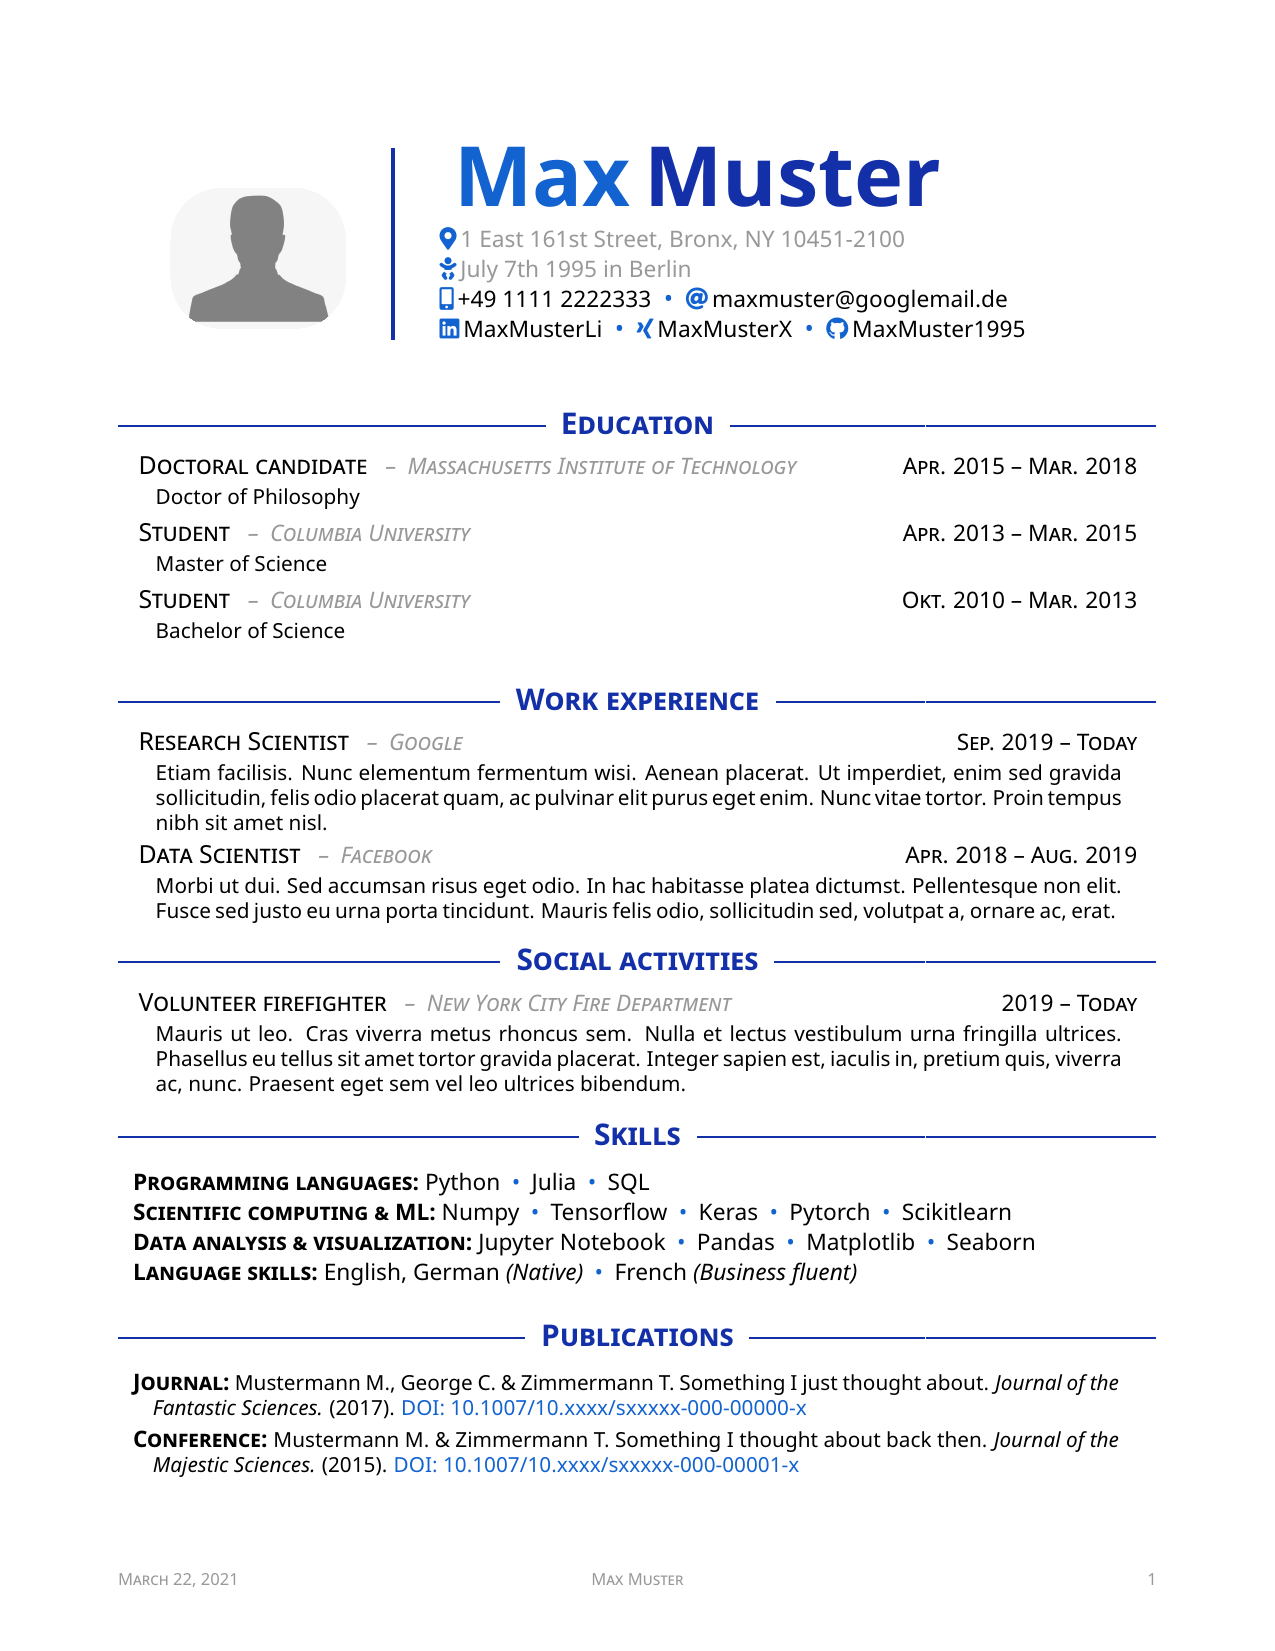 Max Muster
1 East 161st Street, Bronx, NY 10451-2100
July 7th 1995 in Berlin
+49 1111 2222333 • maxmuster@googlemail.de
MaxMusterLi • MaxMusterX • MaxMuster1995
Education
Doctoral candidate – Massachusetts Institute of Technology Apr. 2015 – Mar. 2018
Doctor of Philosophy
Student – Columbia University Apr. 2013 – Mar. 2015
Master of Science
Student – Columbia University Okt. 2010 – Mar. 2013
Bachelor of Science
Work experience
Research Scientist – Google Sep. 2019 – Today
Etiam facilisis. Nunc elementum fermentum wisi. Aenean placerat. Ut imperdiet, enim sed gravida
sollicitudin, felis odio placerat quam, ac pulvinar elit purus eget enim. Nunc vitae tortor. Proin tempus
nibh sit amet nisl.
Data Scientist – Facebook Apr. 2018 – Aug. 2019
Morbi ut dui. Sed accumsan risus eget odio. In hac habitasse platea dictumst. Pellentesque non elit.
Fusce sed justo eu urna porta tincidunt. Mauris felis odio, sollicitudin sed, volutpat a, ornare ac, erat.
Social activities
Volunteer firefighter – New York City Fire Department 2019 – Today
Mauris ut leo. Cras viverra metus rhoncus sem. Nulla et lectus vestibulum urna fringilla ultrices.
Phasellus eu tellus sit amet tortor gravida placerat. Integer sapien est, iaculis in, pretium quis, viverra
ac, nunc. Praesent eget sem vel leo ultrices bibendum.
Skills
Programming languages: Python • Julia • SQL
Scientific computing & ML: Numpy • Tensorflow • Keras • Pytorch • Scikitlearn
Data analysis & visualization: Jupyter Notebook • Pandas • Matplotlib • Seaborn
Language skills: English, German (Native) • French (Business fluent)
Publications
Journal: Mustermann M., George C. & Zimmermann T. Something I just thought about. Journal of the
Fantastic Sciences. (2017). DOI: 10.1007/10.xxxx/sxxxxx-000-00000-x
Conference: Mustermann M. & Zimmermann T. Something I thought about back then. Journal of the
Majestic Sciences. (2015). DOI: 10.1007/10.xxxx/sxxxxx-000-00001-x
March 22, 2021 Max Muster 1